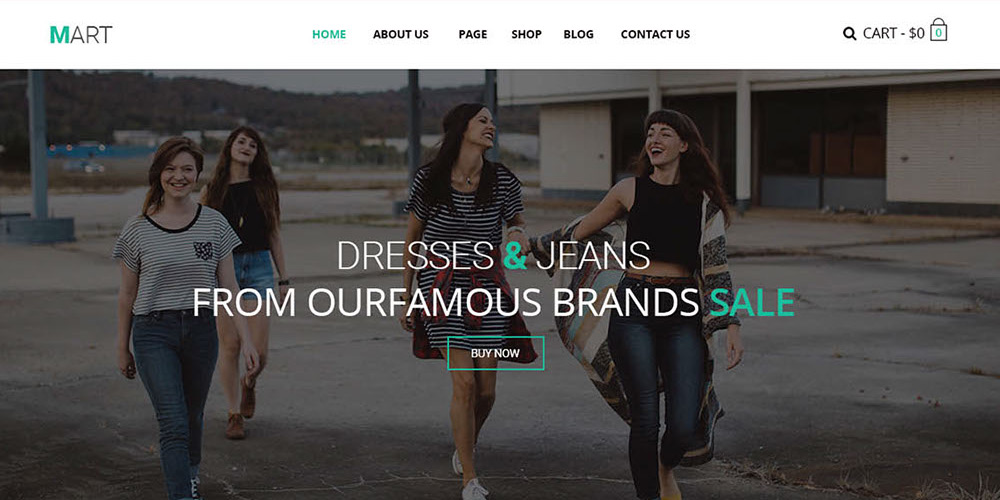 MART
HOME ABOUT US PAGE SHOP BLOG CONTACT US
CART - $0 0
DRESSES & JEANS
FROM OURFAMOUS BRANDS SALE
BUY NOW